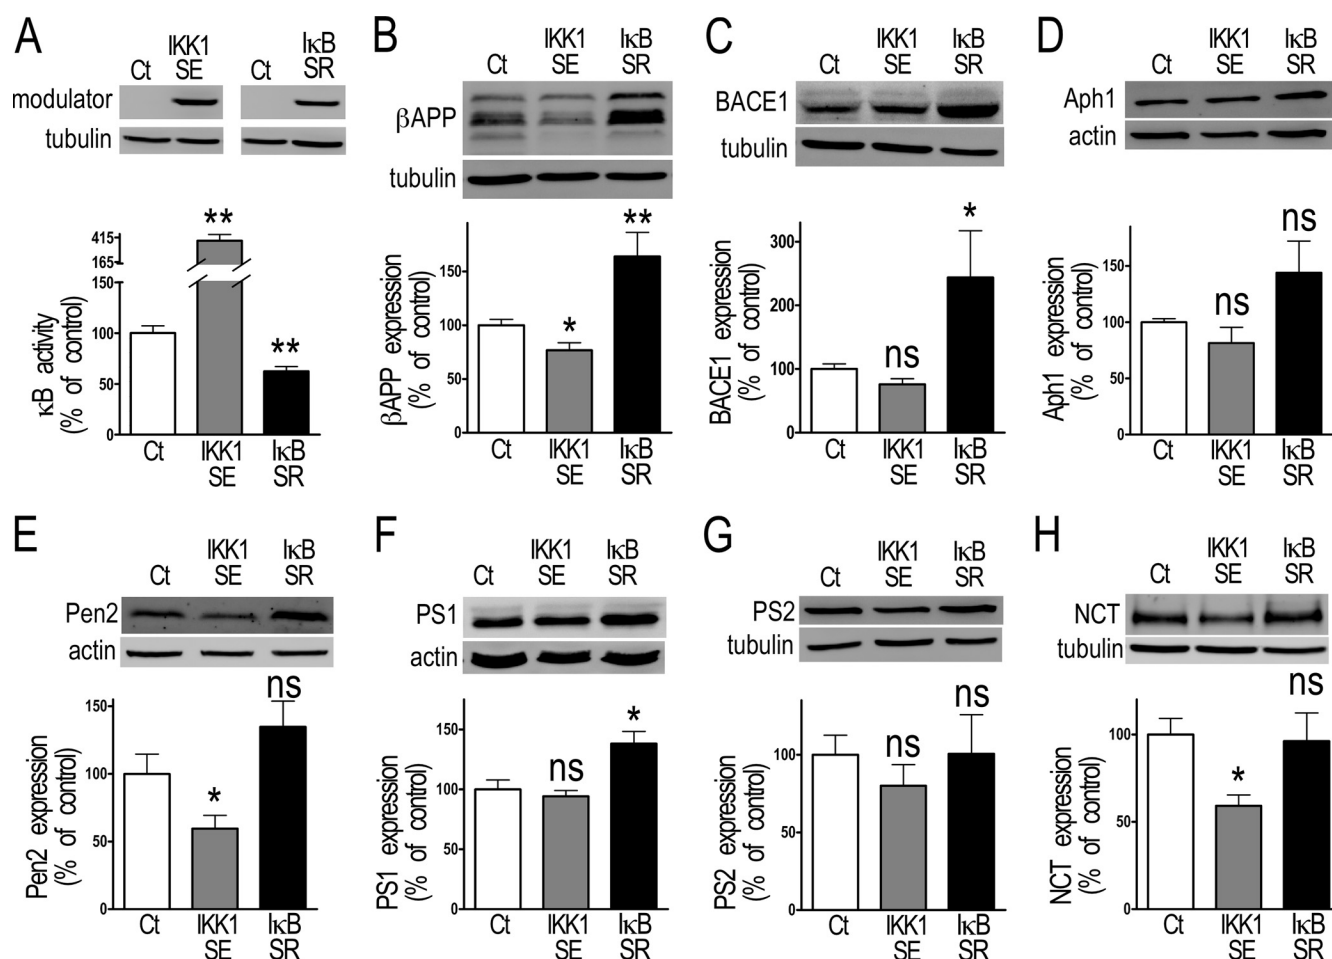 A
IKK1 IκB
Ct SE Ct SR
modulator
tubulin
**
415
165
150
100
50
0
**
κB activity
(% of control)
Ct IKK1 IκB
SE SR
B
IKK1 IκB
Ct SE SR
βAPP
tubulin
**
150
100
50
0
*
βAPP expression
(% of control)
Ct IKK1 IκB
SE SR
C
IKK1 IκB
Ct SE SR
BACE1
tubulin
*
300
200
100
0
ns
BACE1 expression
(% of control)
Ct IKK1 IκB
SE SR
D
IKK1 IκB
Ct SE SR
Aph1
actin
ns
150
100
50
0
ns
Aph1 expression
(% of control)
Ct IKK1 IκB
SE SR
E
IKK1 IκB
Ct SE SR
Pen2
actin
ns
150
100
50
0
*
Pen2 expression
(% of control)
Ct IKK1 IκB
SE SR
F
IKK1 IκB
Ct SE SR
PS1
actin
*
150
100
50
0
ns
PS1 expression
(% of control)
Ct IKK1 IκB
SE SR
G
IKK1 IκB
Ct SE SR
PS2
tubulin
ns
100
50
0
ns
PS2 expression
(% of control)
Ct IKK1 IκB
SE SR
H
IKK1 IκB
Ct SE SR
NCT
tubulin
ns
100
50
0
*
NCT expression
(% of control)
Ct IKK1 IκB
SE SR